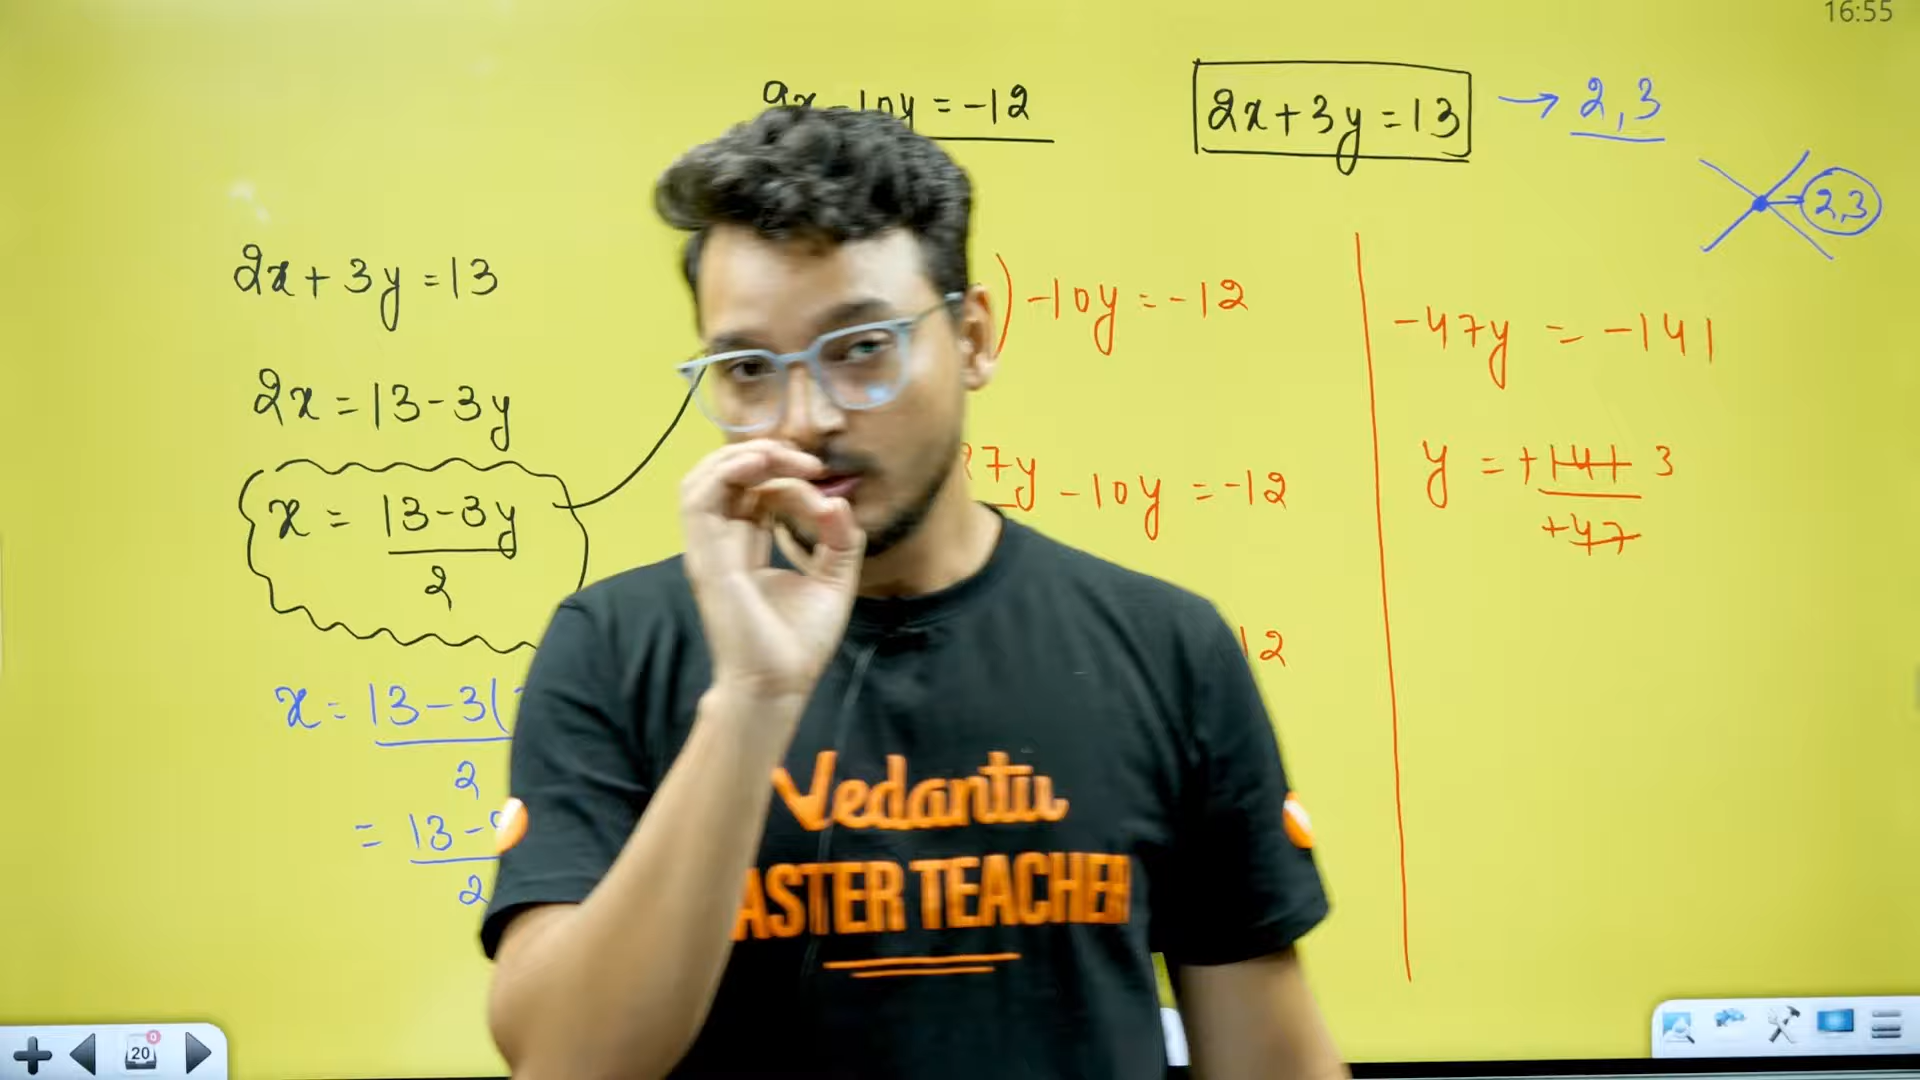 16:55
9x - 10y = -12
2x + 3y = 13 → 2,3
2,3
2x + 3y = 13
2x = 13 - 3y
x = 13 - 3y
2
x = 13 - 3(
2
= 13 -
2
) - 10y = -12
27y - 10y = -12
12
-47y = -141
y = +141 3
+47
Vedantu
ASTER TEACHER
20
0